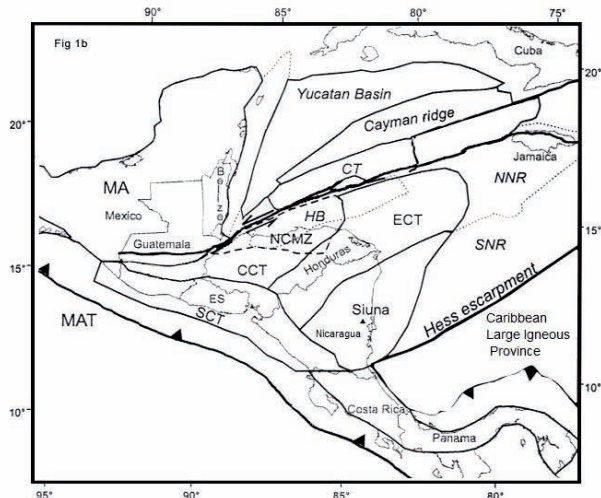 90°
85°
80°
75°
Fig 1b
Cuba
20°
Yucatan Basin
20°
Cayman ridge
Jamaica
CT
NNR
MA
Belize
Mexico
HB
ECT
Guatemala
NCMZ
SNR
15°
15°
CCT
Honduras
ES
Siuna
Hess escarpment
MAT
SCT
Nicaragua
Caribbean
Large Igneous
Province
10°
10°
Costa Rica
Panama
95°
90°
85°
80°
75°